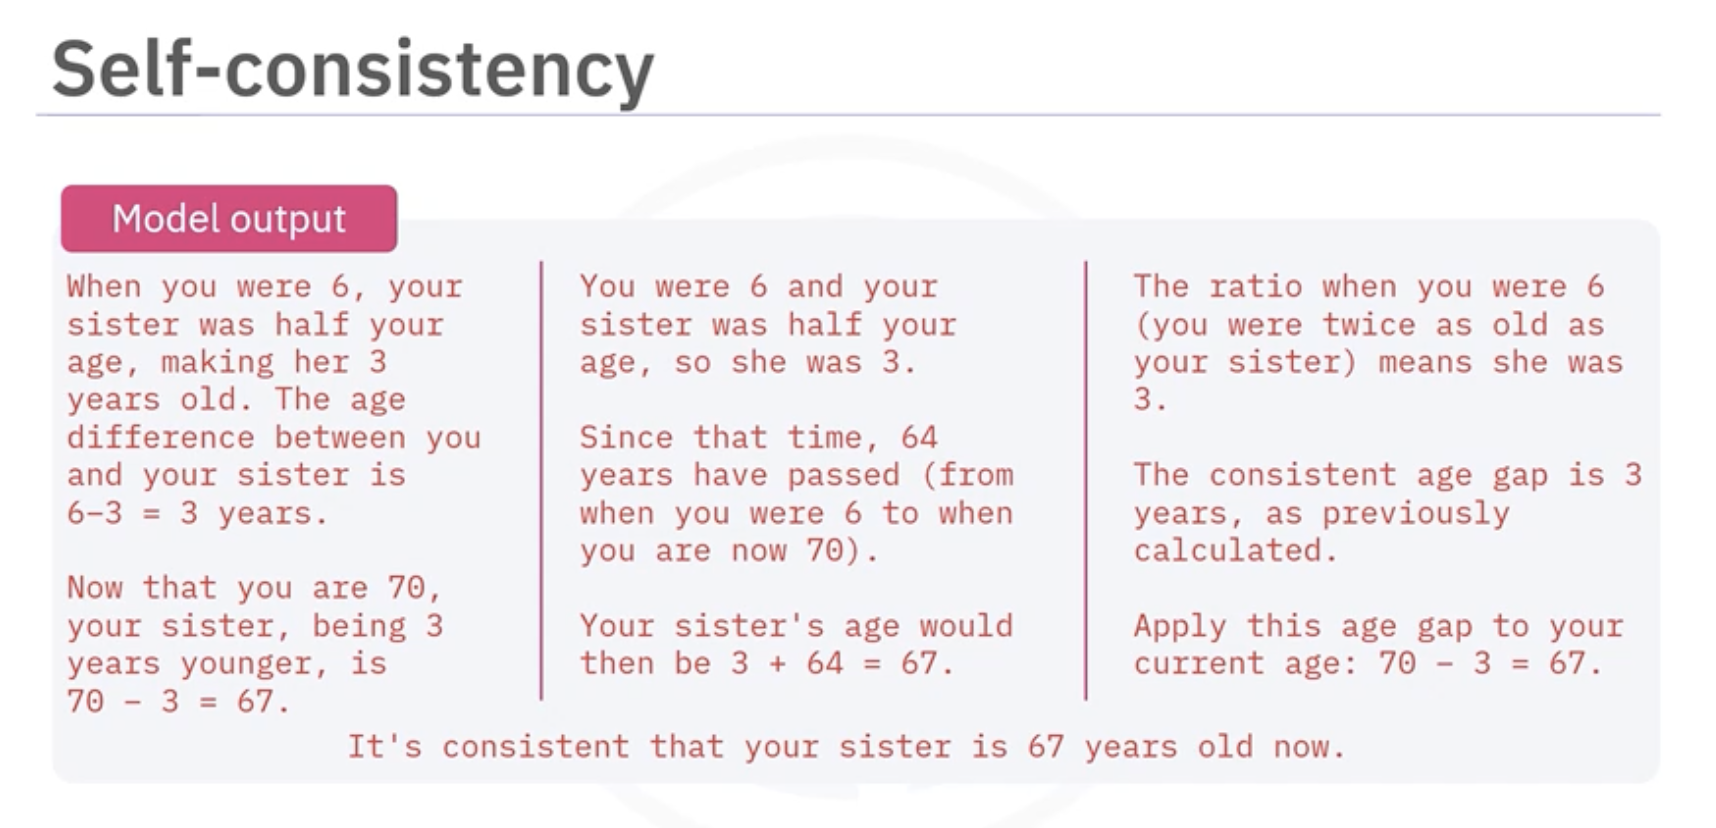 Self-consistency
Model output
When you were 6, your
sister was half your
age, making her 3
years old. The age
difference between you
and your sister is
6–3 = 3 years.
Now that you are 70,
your sister, being 3
years younger, is
70 – 3 = 67.
You were 6 and your
sister was half your
age, so she was 3.
Since that time, 64
years have passed (from
when you were 6 to when
you are now 70).
Your sister's age would
then be 3 + 64 = 67.
The ratio when you were 6
(you were twice as old as
your sister) means she was
3.
The consistent age gap is 3
years, as previously
calculated.
Apply this age gap to your
current age: 70 – 3 = 67.
It's consistent that your sister is 67 years old now.